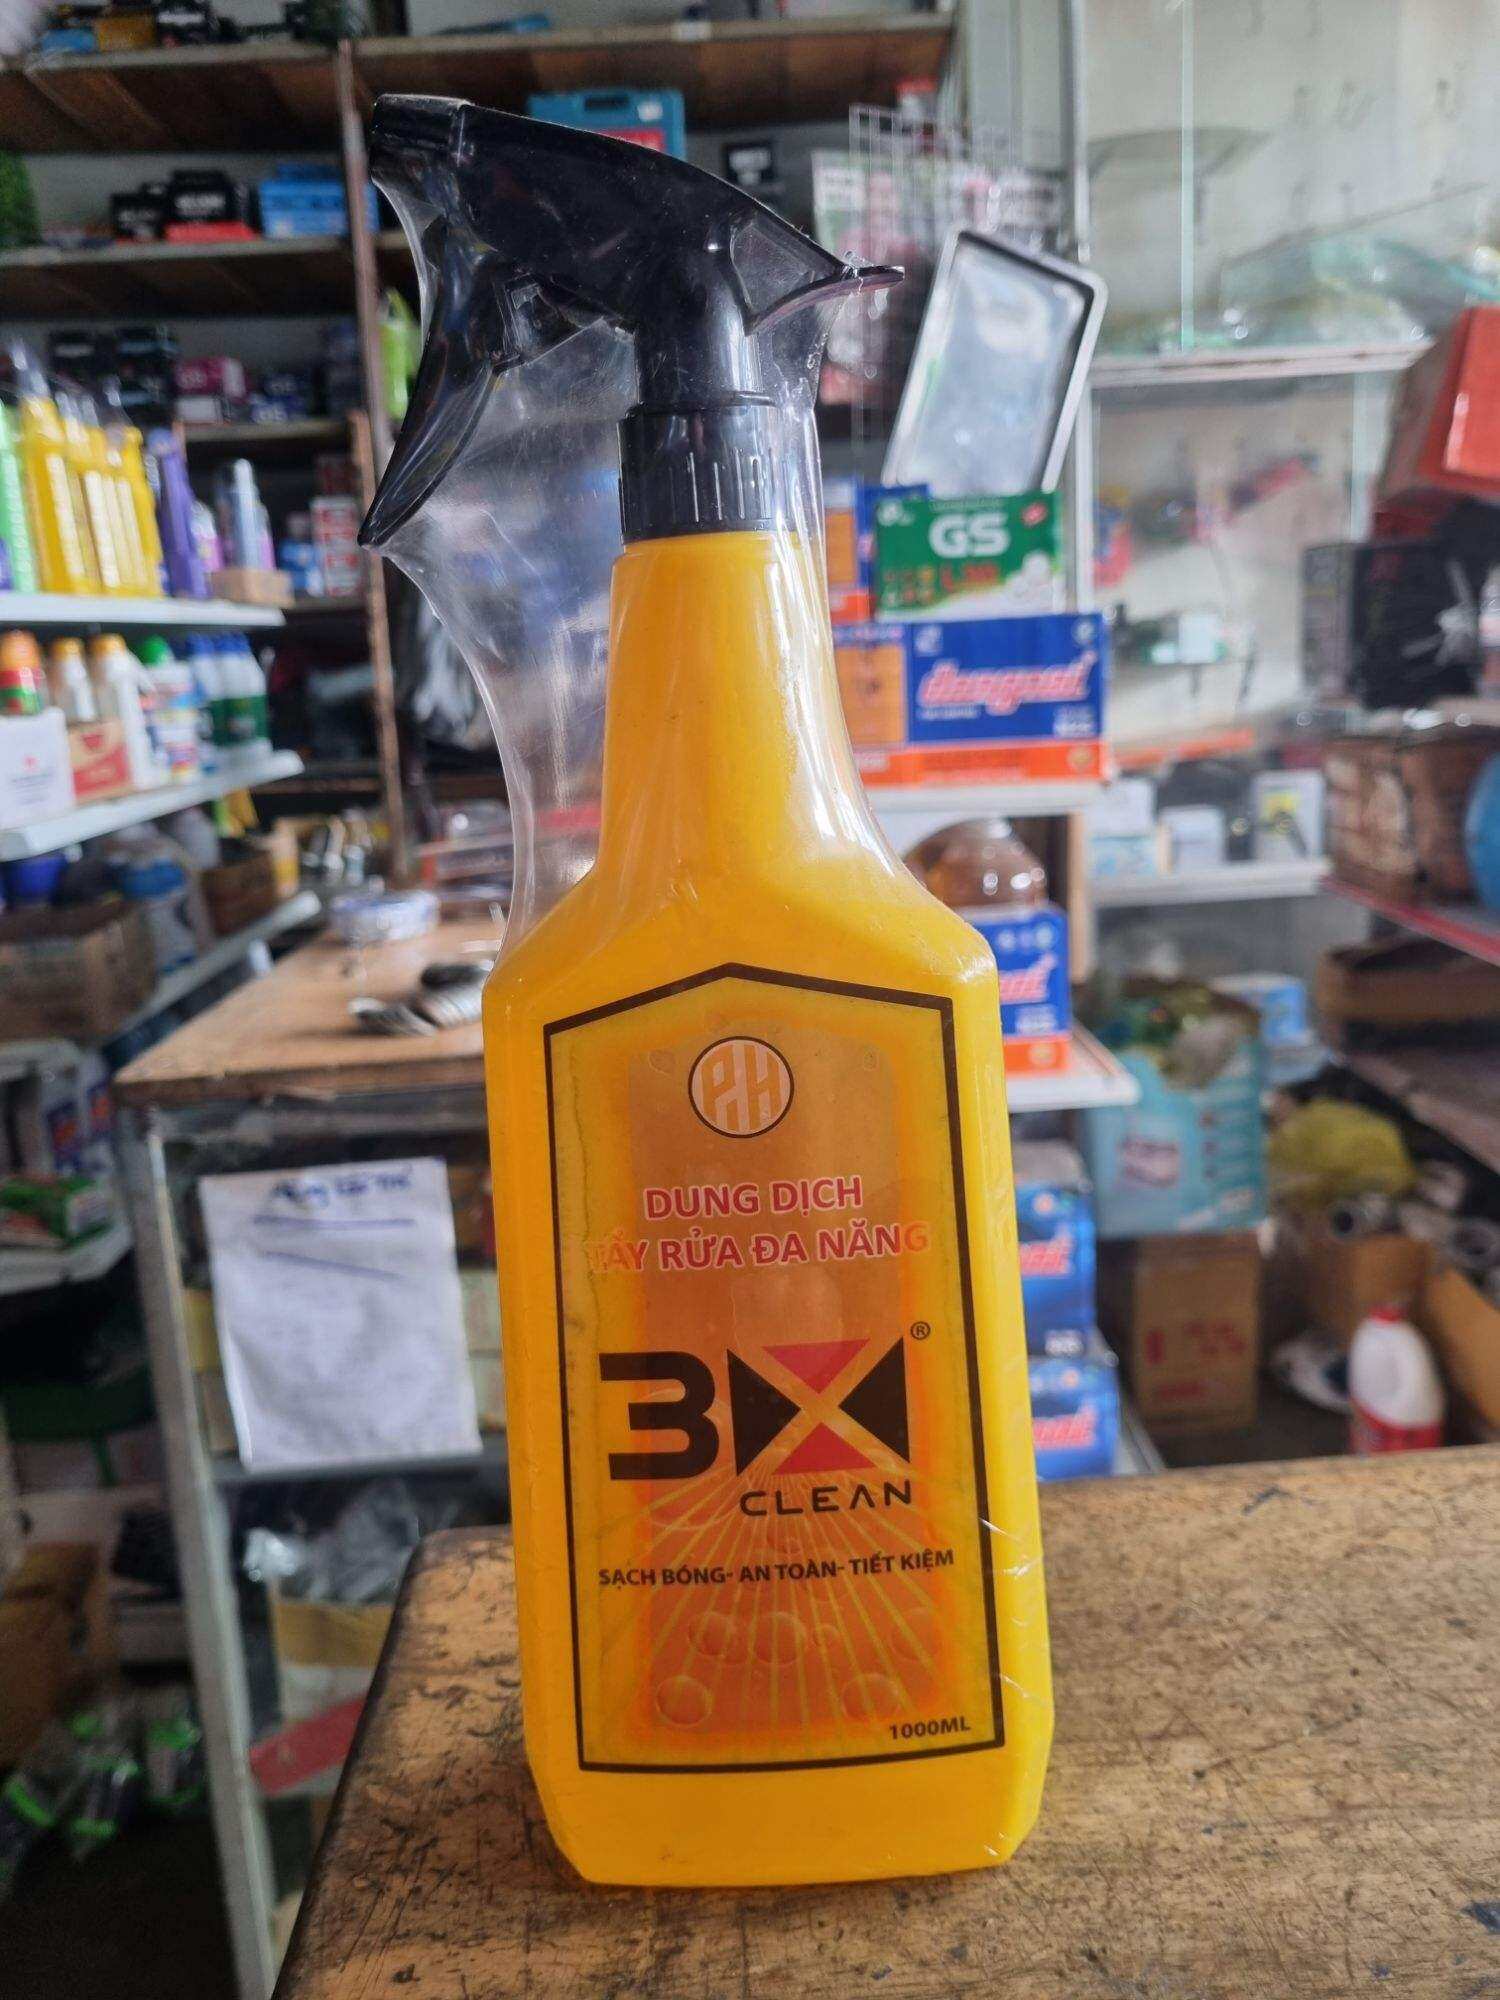 GS
PH
DUNG DỊCH
TẨY RỬA ĐA NĂNG
3X®
CLEAN
SẠCH BÓNG- AN TOÀN- TIẾT KIỆM
1000ML